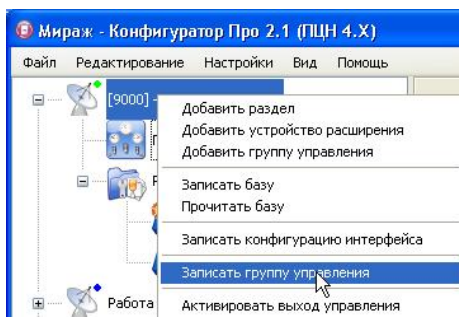 Мираж - Конфигуратор Про 2.1 (ПЦН 4.X)
Файл Редактирование Настройки Вид Помощь
[9000] -
Добавить раздел
Добавить устройство расширения
Добавить группу управления
Записать базу
Прочитать базу
Записать конфигурацию интерфейса
Записать группу управления
Работа
Активировать выход управления